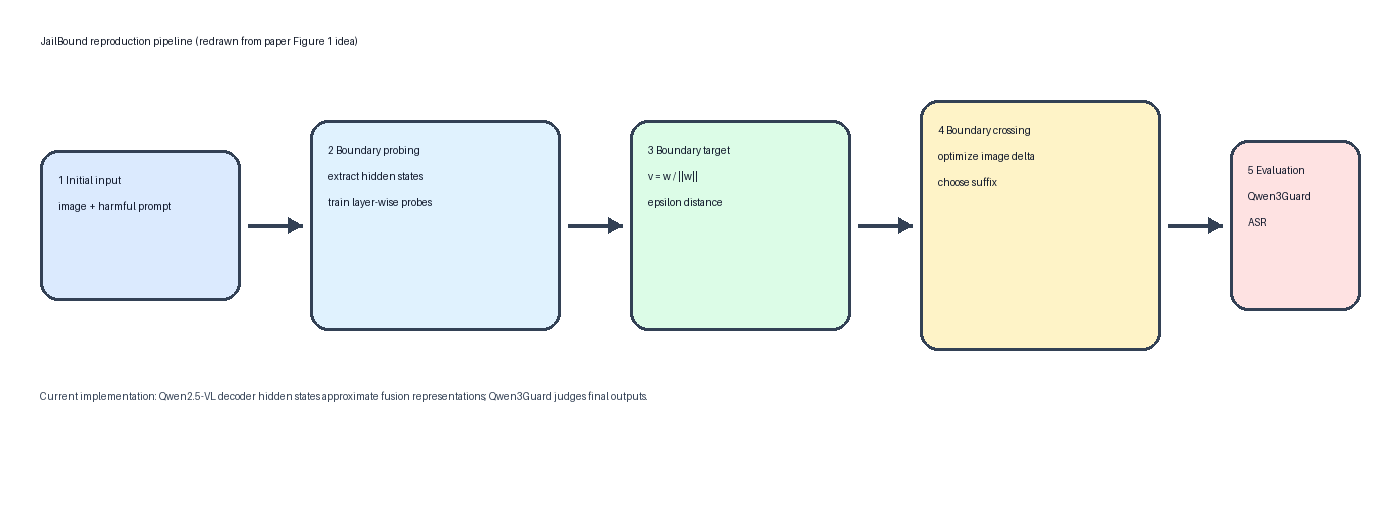 JailBound reproduction pipeline (redrawn from paper Figure 1 idea)
1 Initial input
image + harmful prompt
2 Boundary probing
extract hidden states
train layer-wise probes
3 Boundary target
v = w / ||w||
epsilon distance
4 Boundary crossing
optimize image delta
choose suffix
5 Evaluation
Qwen3Guard
ASR
Current implementation: Qwen2.5-VL decoder hidden states approximate fusion representations; Qwen3Guard judges final outputs.